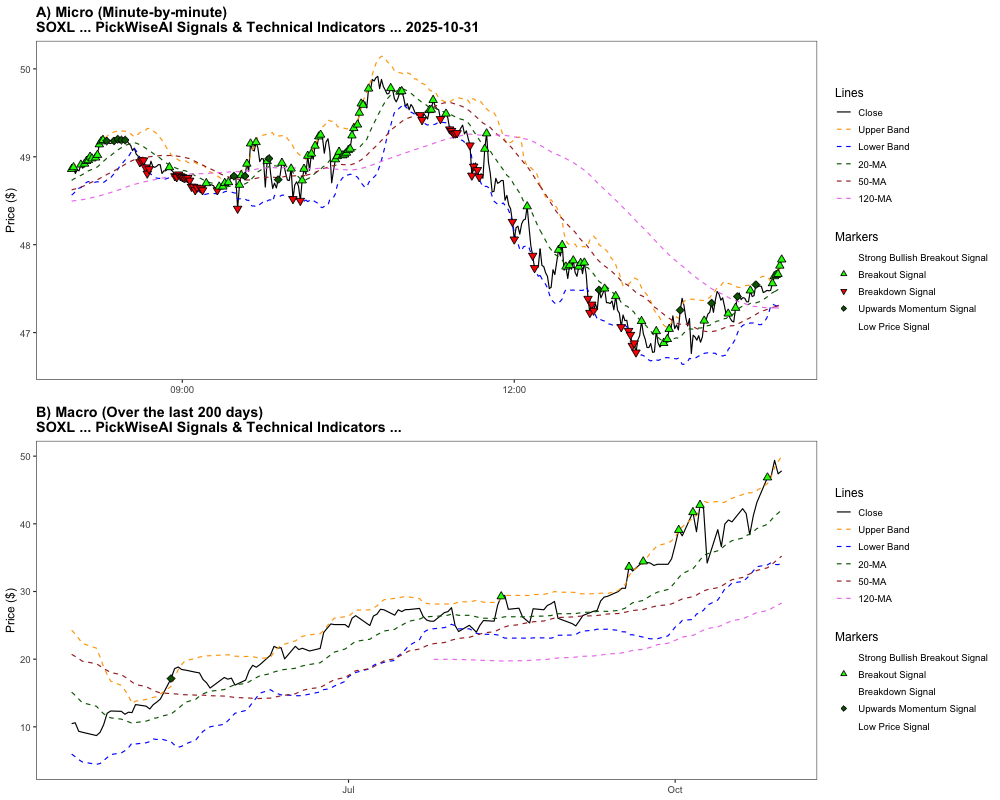 A) Micro (Minute-by-minute)
SOXL ... PickWiseAI Signals & Technical Indicators ... 2025-10-31
Price ($)
50
49
48
47
09:00
12:00
Lines
Close
Upper Band
Lower Band
20-MA
50-MA
120-MA
Markers
Strong Bullish Breakout Signal
Breakout Signal
Breakdown Signal
Upwards Momentum Signal
Low Price Signal
B) Macro (Over the last 200 days)
SOXL ... PickWiseAI Signals & Technical Indicators ...
Price ($)
50
40
30
20
10
Jul
Oct
Lines
Close
Upper Band
Lower Band
20-MA
50-MA
120-MA
Markers
Strong Bullish Breakout Signal
Breakout Signal
Breakdown Signal
Upwards Momentum Signal
Low Price Signal